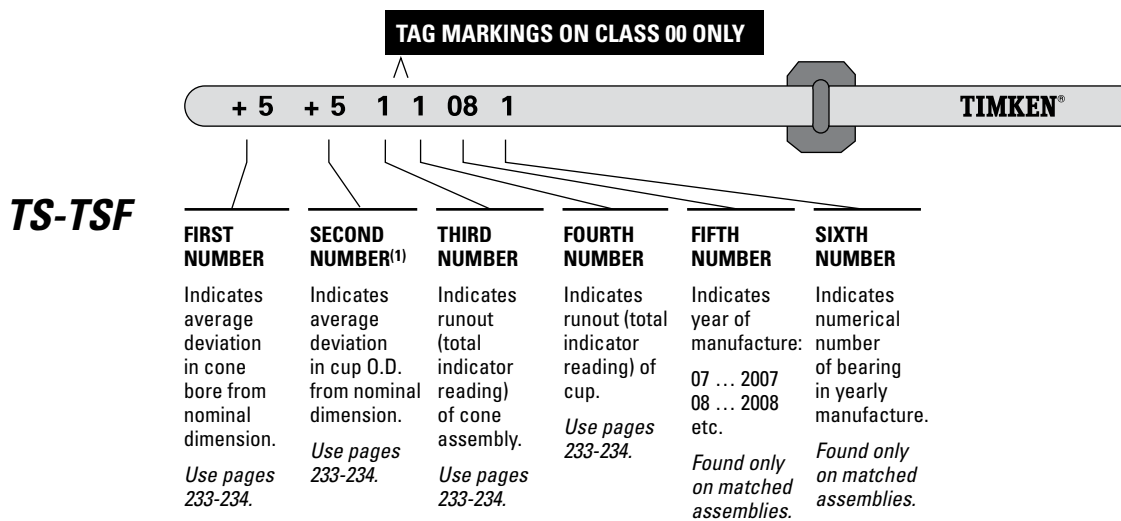 TAG MARKINGS ON CLASS 00 ONLY
+ 5 + 5 1 1 08 1
TIMKEN®
TS-TSF
FIRST
NUMBER
Indicates
average
deviation
in cone
bore from
nominal
dimension.
Use pages
233-234.
SECOND
NUMBER(1)
Indicates
average
deviation
in cup O.D.
from nominal
dimension.
Use pages
233-234.
THIRD
NUMBER
Indicates
runout
(total
indicator
reading)
of cone
assembly.
Use pages
233-234.
FOURTH
NUMBER
Indicates
runout (total
indicator
reading) of
cup.
Use pages
233-234.
FIFTH
NUMBER
Indicates
year of
manufacture:
07 … 2007
08 … 2008
etc.
Found only
on matched
assemblies.
SIXTH
NUMBER
Indicates
numerical
number
of bearing
in yearly
manufacture.
Found only
on matched
assemblies.